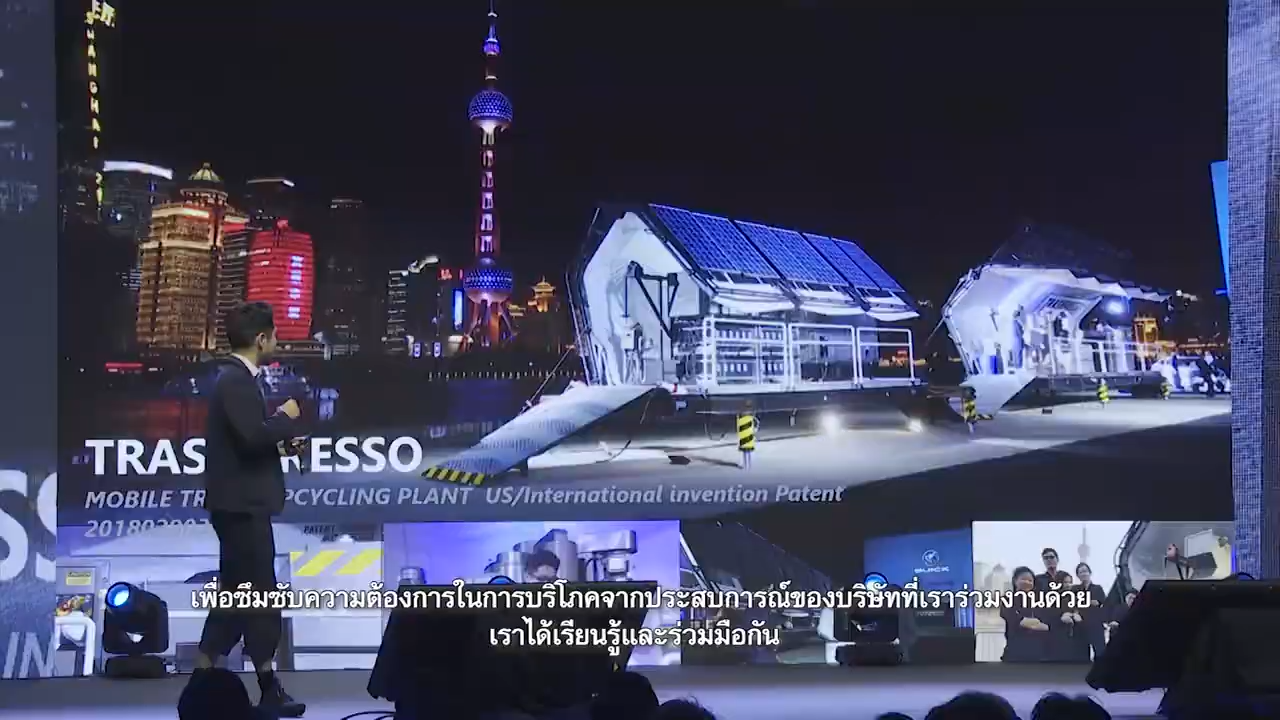 SHANGHAI
TRAS RESSO
MOBILE TR PCYCLING PLANT US/International invention Patent
PATENT
SS
IN
เพื่อซึมซับความต้องการในการบริโภคจากประสบการณ์ของบริษัทที่เราร่วมงานด้วย
เราได้เรียนรู้และร่วมมือกัน